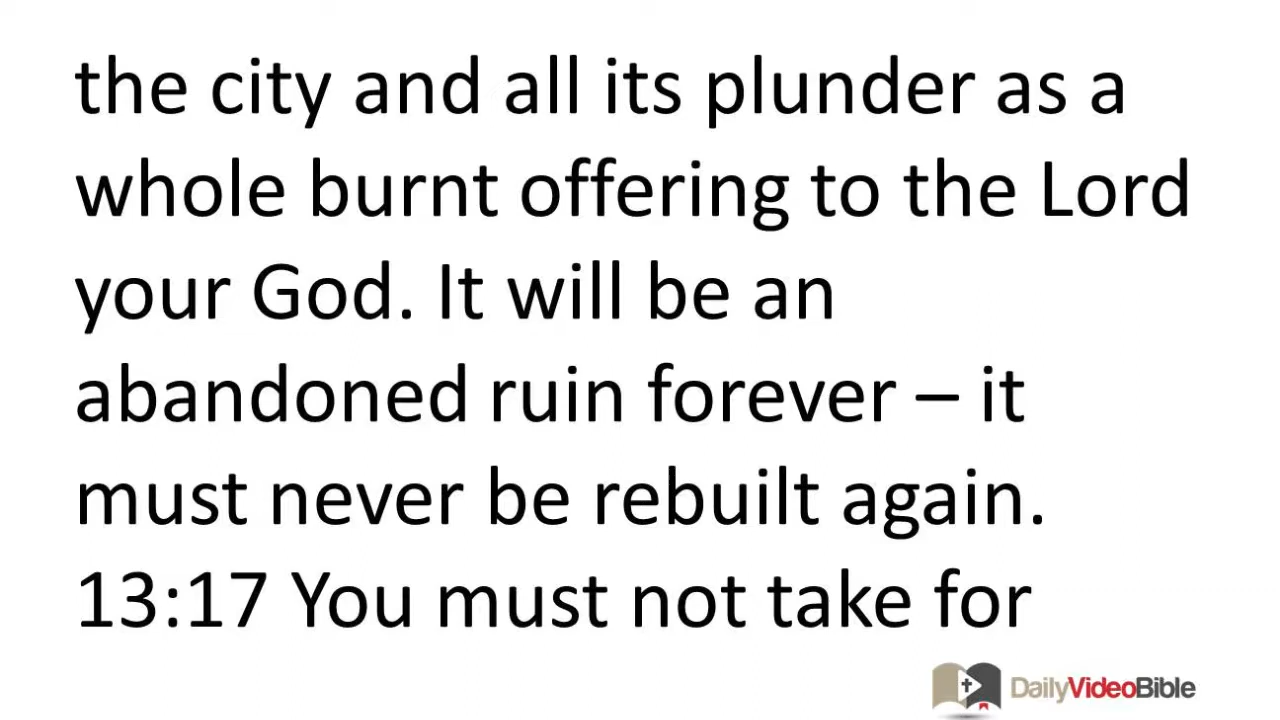 the city and all its plunder as a
whole burnt offering to the Lord
your God. It will be an
abandoned ruin forever – it
must never be rebuilt again.
13:17 You must not take for
DailyVideoBible